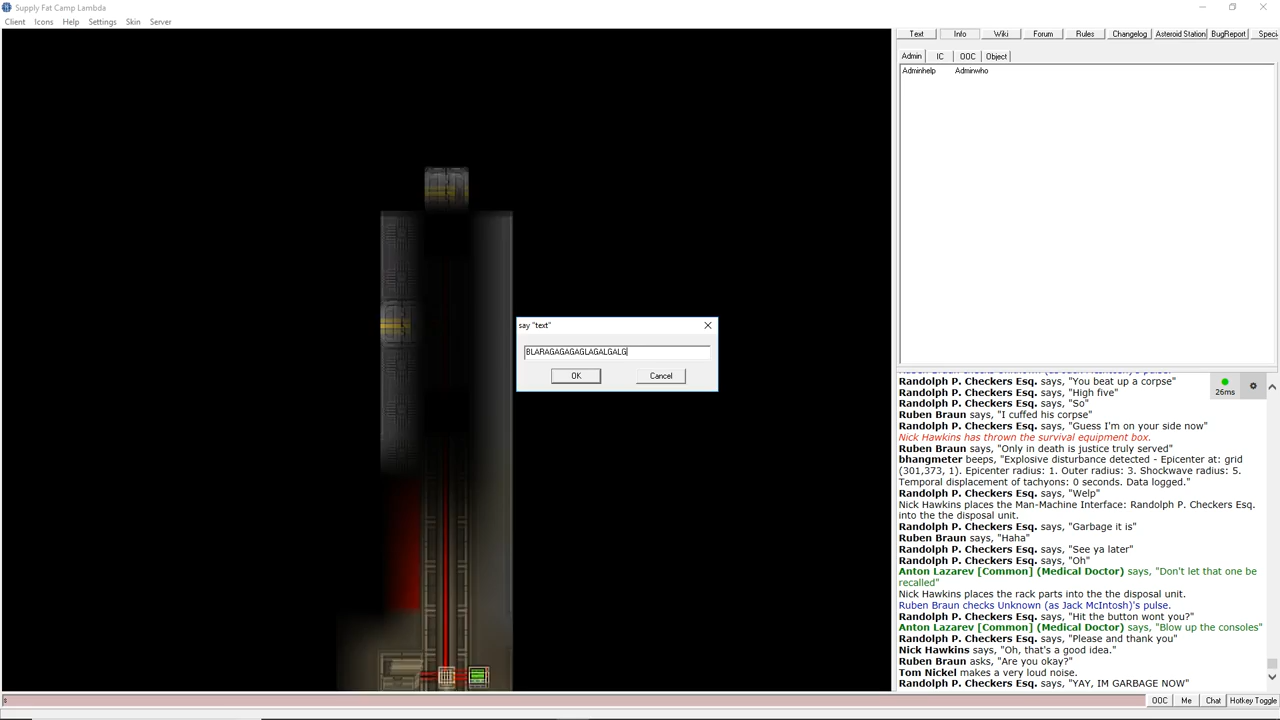 Supply Fat Camp Lambda
Client Icons Help Settings Skin Server
Text Info Wiki Forum Rules Changelog Asteroid Station BugReport Speci
Admin IC OOC Object
Adminhelp Adminwho
say "text"
BLARAGAGAGAGLAGALGALG
OK Cancel
26ms
Ruben Braun checks Unknown (as Jack McIntosh)'s pulse.
Randolph P. Checkers Esq. says, "You beat up a corpse"
Randolph P. Checkers Esq. says, "High five"
Randolph P. Checkers Esq. says, "So"
Ruben Braun says, "I cuffed his corpse"
Randolph P. Checkers Esq. says, "Guess I'm on your side now"
Nick Hawkins has thrown the survival equipment box.
Ruben Braun says, "Only in death is justice truly served"
bhangmeter beeps, "Explosive disturbance detected - Epicenter at: grid
(301,373, 1). Epicenter radius: 1. Outer radius: 3. Shockwave radius: 5.
Temporal displacement of tachyons: 0 seconds. Data logged."
Randolph P. Checkers Esq. says, "Welp"
Nick Hawkins places the Man-Machine Interface: Randolph P. Checkers Esq.
into the the disposal unit.
Randolph P. Checkers Esq. says, "Garbage it is"
Ruben Braun says, "Haha"
Randolph P. Checkers Esq. says, "See ya later"
Randolph P. Checkers Esq. says, "Oh"
Anton Lazarev [Common] (Medical Doctor) says, "Don't let that one be
recalled"
Nick Hawkins places the rack parts into the the disposal unit.
Ruben Braun checks Unknown (as Jack McIntosh)'s pulse.
Randolph P. Checkers Esq. says, "Hit the button wont you?"
Anton Lazarev [Common] (Medical Doctor) says, "Blow up the consoles"
Randolph P. Checkers Esq. says, "Please and thank you"
Nick Hawkins says, "Oh, that's a good idea."
Ruben Braun asks, "Are you okay?"
Tom Nickel makes a very loud noise.
Randolph P. Checkers Esq. says, "YAY, IM GARBAGE NOW"
OOC Me Chat Hotkey Toggle